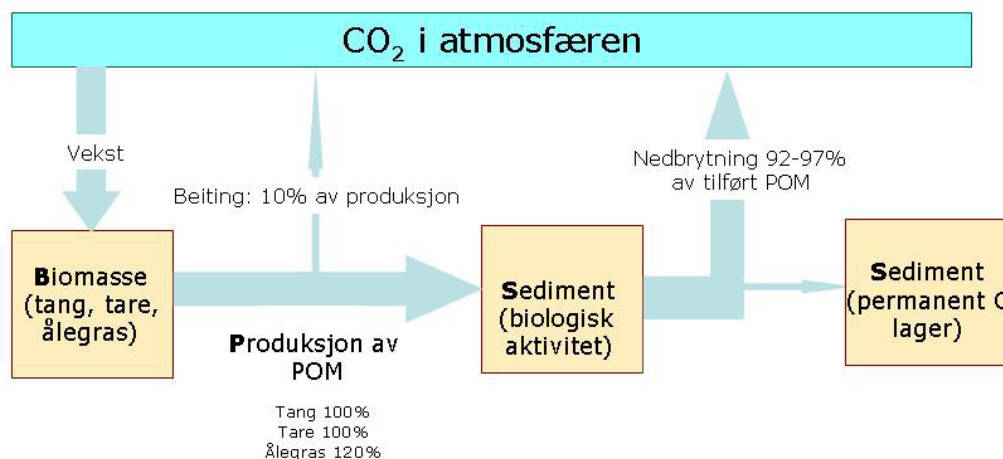 CO₂ i atmosfæren
Vekst
Beiting: 10% av produksjon
Nedbrytning 92-97%
av tilført POM
Biomasse
(tang, tare,
ålegras)
Produksjon av
POM
Tang 100%
Tare 100%
Ålegras 120%
Sediment
(biologisk
aktivitet)
Sediment
(permanent C
lager)